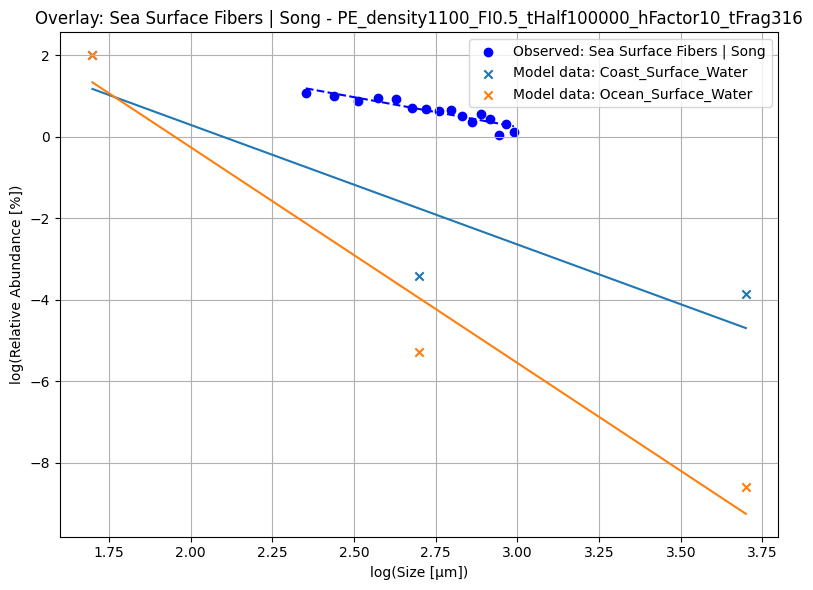 Overlay: Sea Surface Fibers | Song - PE_density1100_FI0.5_tHalf100000_hFactor10_tFrag316
Observed: Sea Surface Fibers | Song
Model data: Coast_Surface_Water
Model data: Ocean_Surface_Water
log(Relative Abundance [%])
2
0
−2
−4
−6
−8
1.75 2.00 2.25 2.50 2.75 3.00 3.25 3.50 3.75
log(Size [µm])